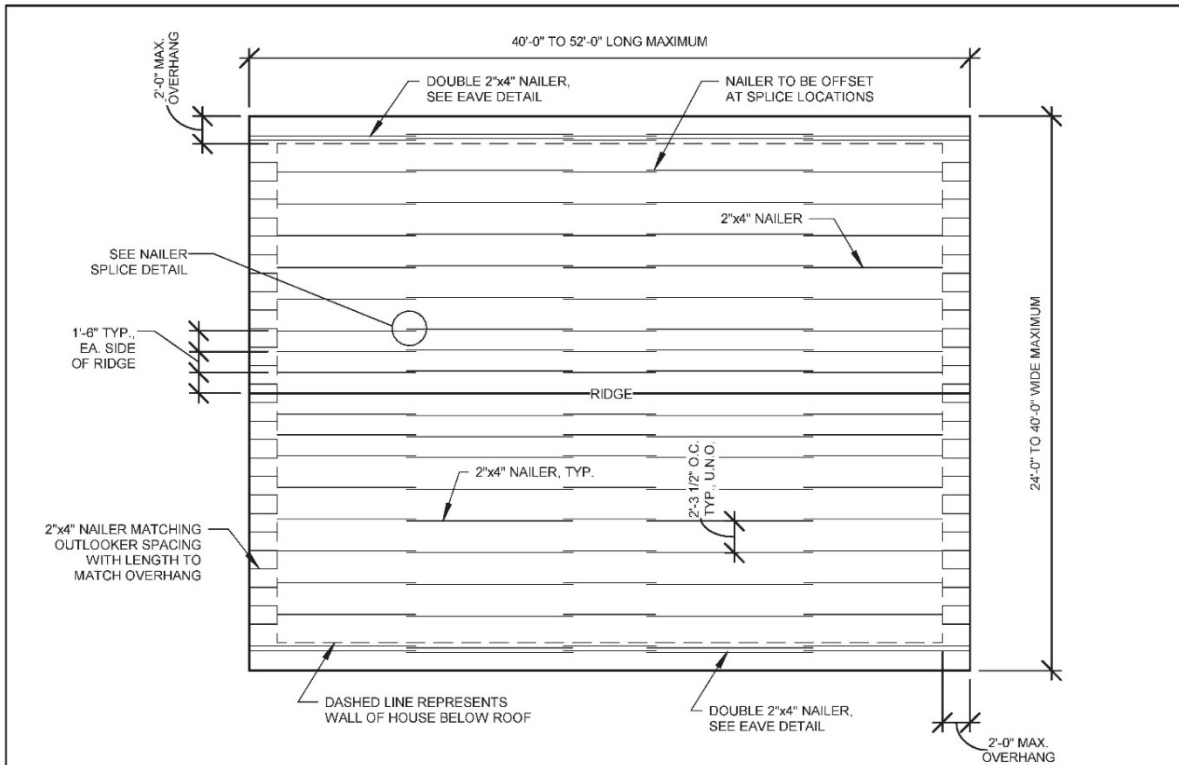 40'-0" TO 52'-0" LONG MAXIMUM
2'-0" MAX.
OVERHANG
DOUBLE 2"x4" NAILER,
SEE EAVE DETAIL
NAILER TO BE OFFSET
AT SPLICE LOCATIONS
2"x4" NAILER
SEE NAILER
SPLICE DETAIL
1'-6" TYP.,
EA. SIDE
OF RIDGE
RIDGE
24'-0" TO 40'-0" WIDE MAXIMUM
2"x4" NAILER, TYP.
2'-3 1/2" O.C.
TYP., U.N.O.
2"x4" NAILER MATCHING
OUTLOOKER SPACING
WITH LENGTH TO
MATCH OVERHANG
DASHED LINE REPRESENTS
WALL OF HOUSE BELOW ROOF
DOUBLE 2"x4" NAILER,
SEE EAVE DETAIL
2'-0" MAX.
OVERHANG